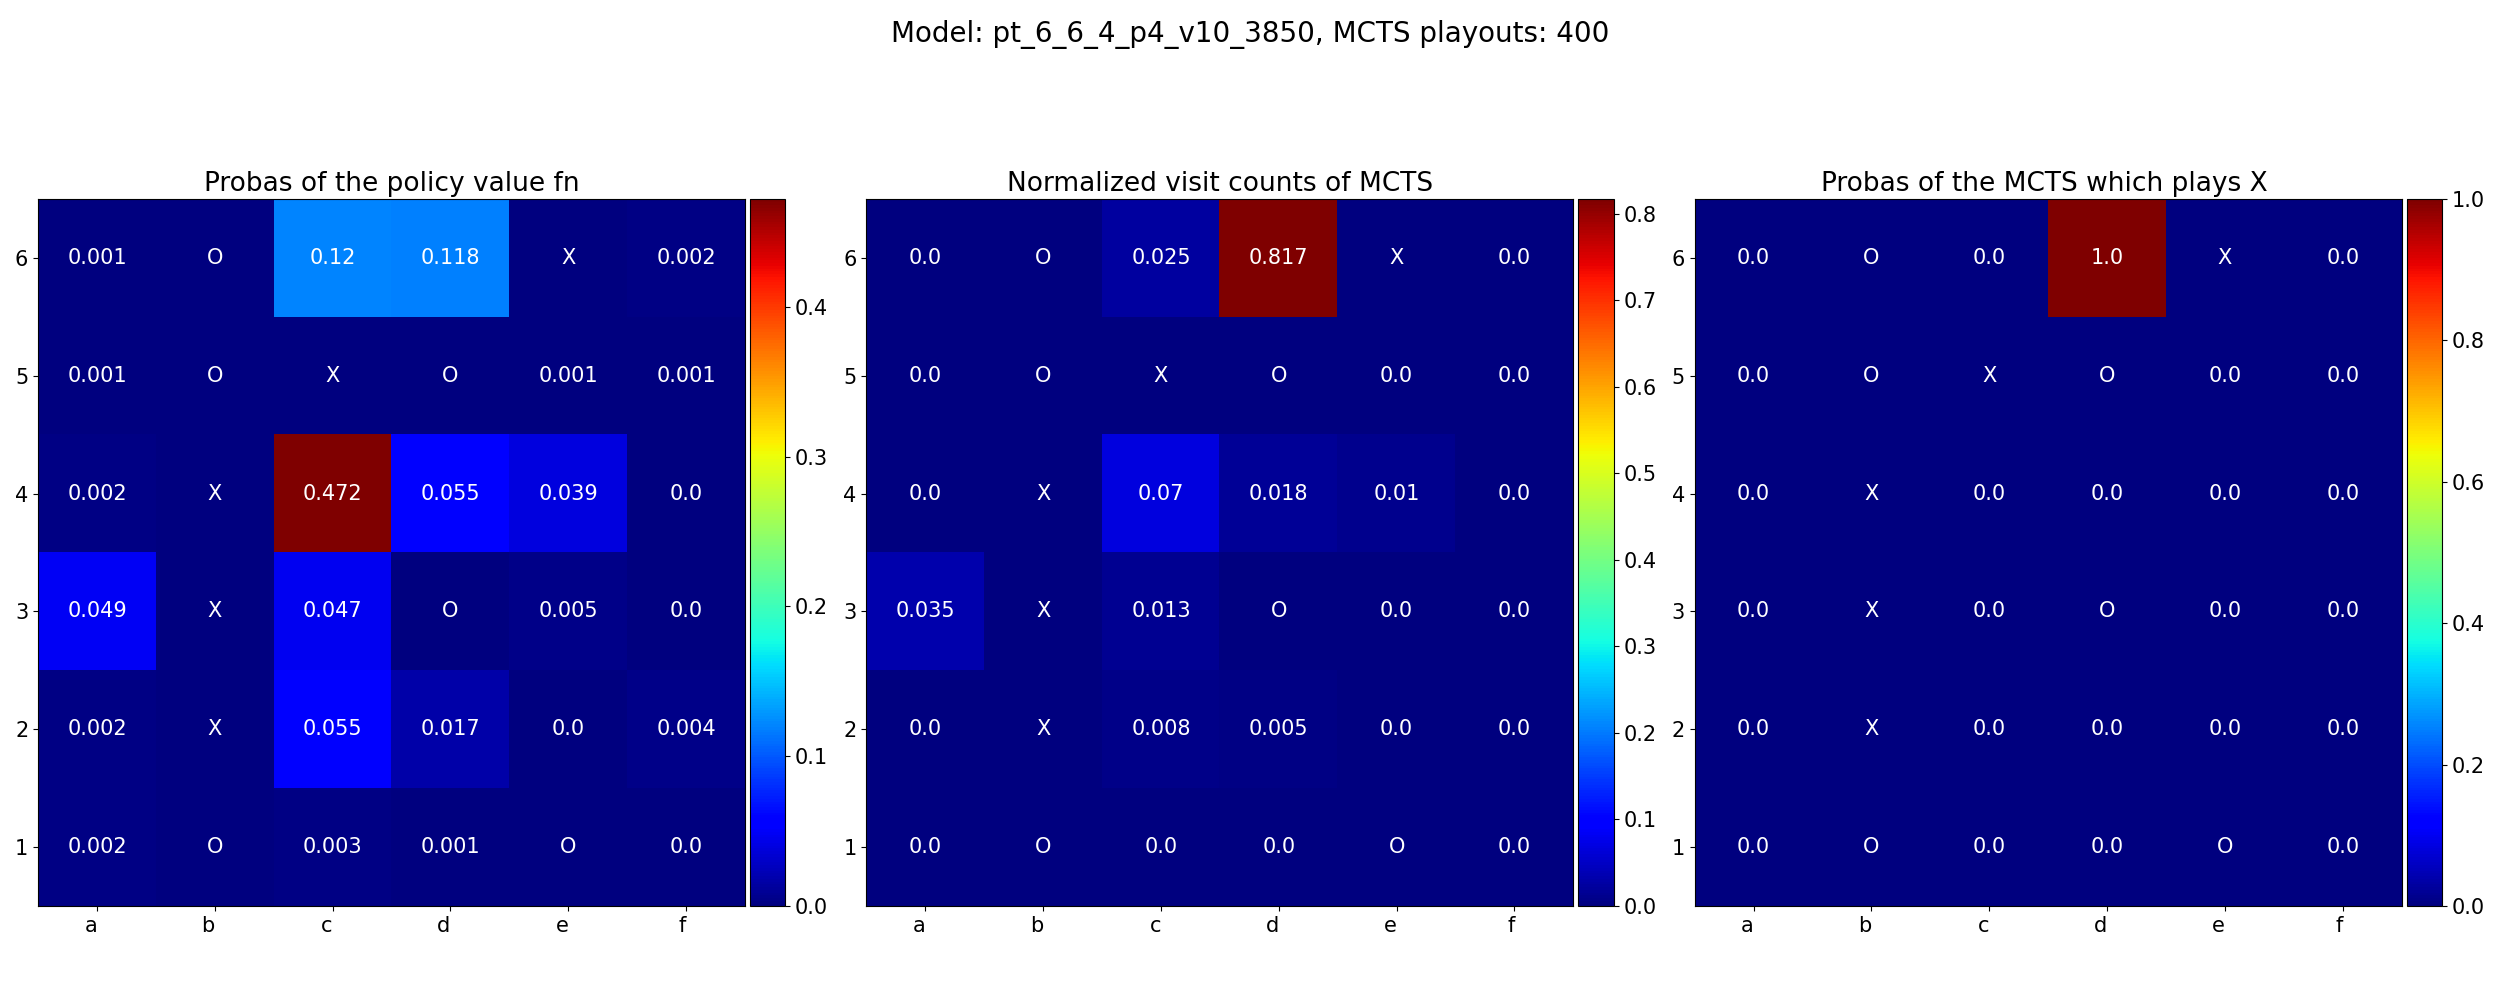 Model: pt_6_6_4_p4_v10_3850, MCTS playouts: 400
Probas of the policy value fn
6 0.001 O 0.12 0.118 X 0.002
5 0.001 O X O 0.001 0.001
4 0.002 X 0.472 0.055 0.039 0.0
3 0.049 X 0.047 O 0.005 0.0
2 0.002 X 0.055 0.017 0.0 0.004
1 0.002 O 0.003 0.001 O 0.0
a b c d e f
0.4
0.3
0.2
0.1
0.0
Normalized visit counts of MCTS
6 0.0 O 0.025 0.817 X 0.0
5 0.0 O X O 0.0 0.0
4 0.0 X 0.07 0.018 0.01 0.0
3 0.035 X 0.013 O 0.0 0.0
2 0.0 X 0.008 0.005 0.0 0.0
1 0.0 O 0.0 0.0 O 0.0
a b c d e f
0.8
0.7
0.6
0.5
0.4
0.3
0.2
0.1
0.0
Probas of the MCTS which plays X
6 0.0 O 0.0 1.0 X 0.0
5 0.0 O X O 0.0 0.0
4 0.0 X 0.0 0.0 0.0 0.0
3 0.0 X 0.0 O 0.0 0.0
2 0.0 X 0.0 0.0 0.0 0.0
1 0.0 O 0.0 0.0 O 0.0
a b c d e f
1.0
0.8
0.6
0.4
0.2
0.0